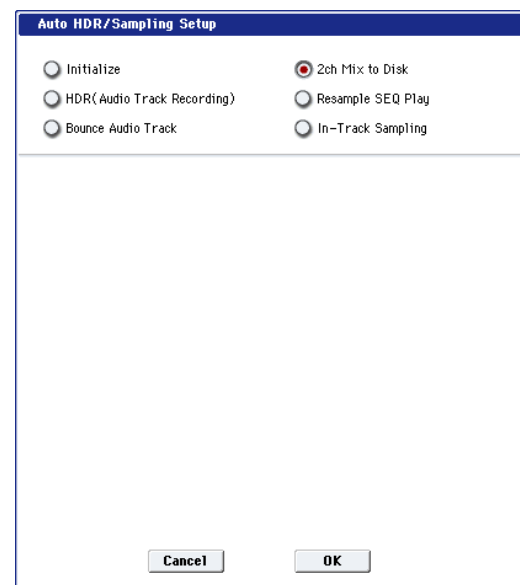 Auto HDR/Sampling Setup
Initialize
2ch Mix to Disk
HDR(Audio Track Recording)
Resample SEQ Play
Bounce Audio Track
In-Track Sampling
Cancel
OK